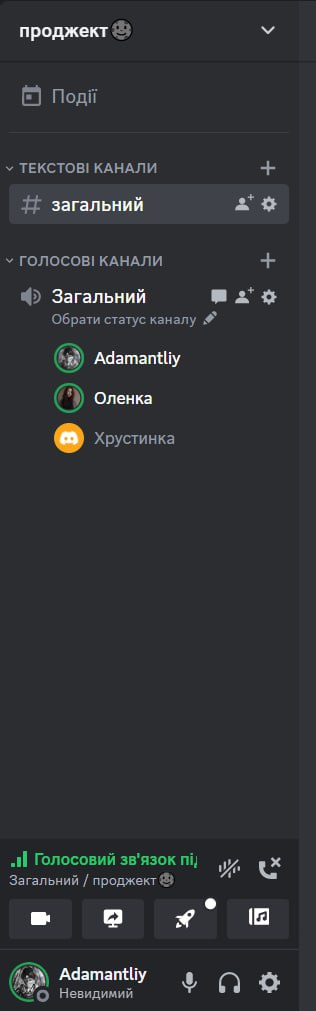 проджект
Події
ТЕКСТОВІ КАНАЛИ
# загальний
ГОЛОСОВІ КАНАЛИ
Загальний
Обрати статус каналу
Adamantliy
Оленка
Хрустинка
Голосовий зв'язок під
Загальний / проджект
Adamantliy
Невидимий